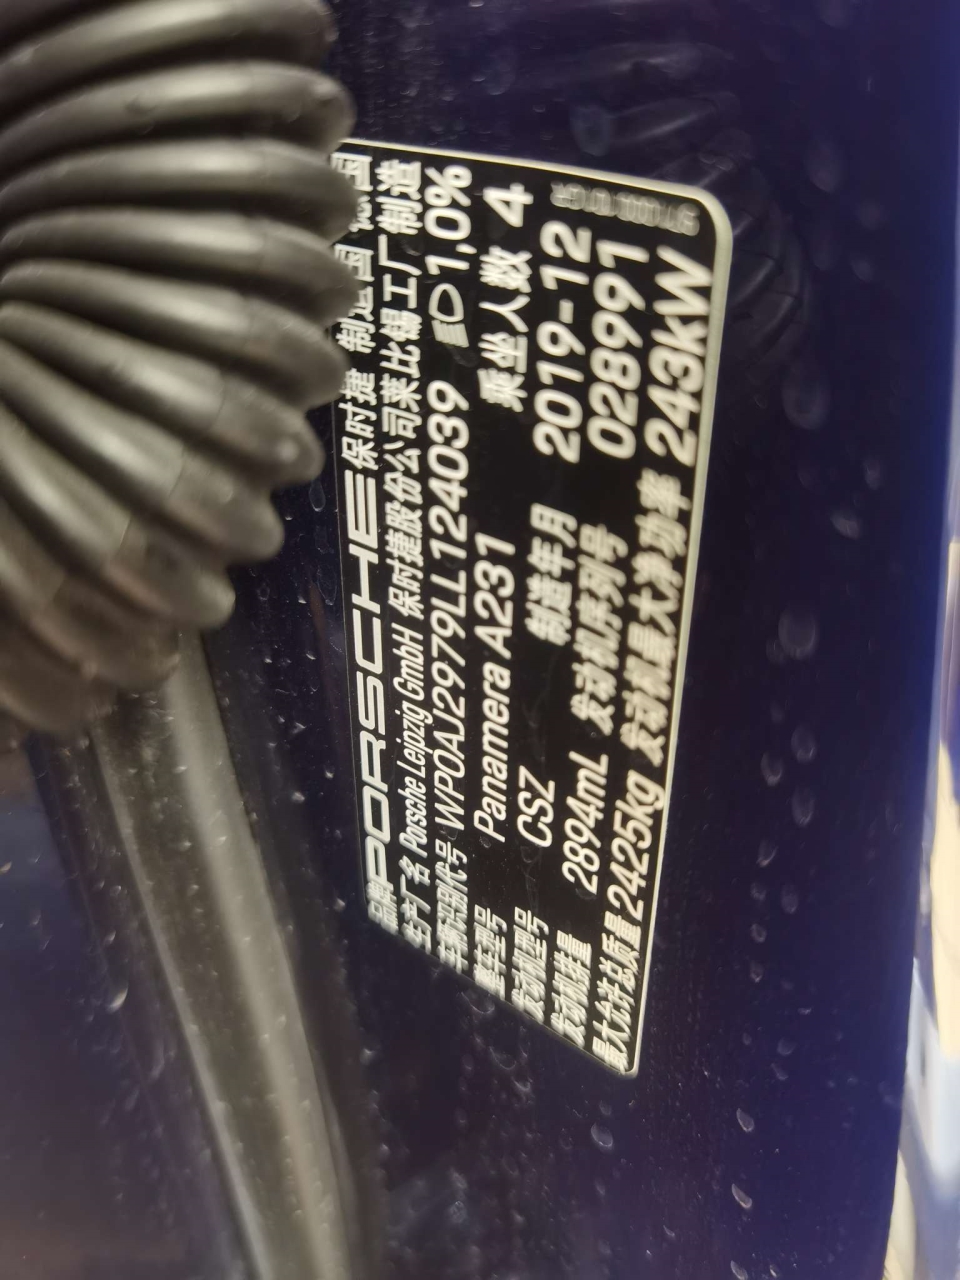 品牌 PORSCHE 保时捷 制造国 德国
生产厂名 Porsche Leipzig GmbH 保时捷股份公司莱比锡工厂制造
车辆识别代号 WP0AJ2979LL124039 1,0%
整车型号 Panamera A231 乘坐人数 4
发动机型号 CSZ 制造年月 2019-12
发动机排量 2894mL 发动机序列号 028991
最大允许总质量 2425kg 发动机最大净功率 243kW